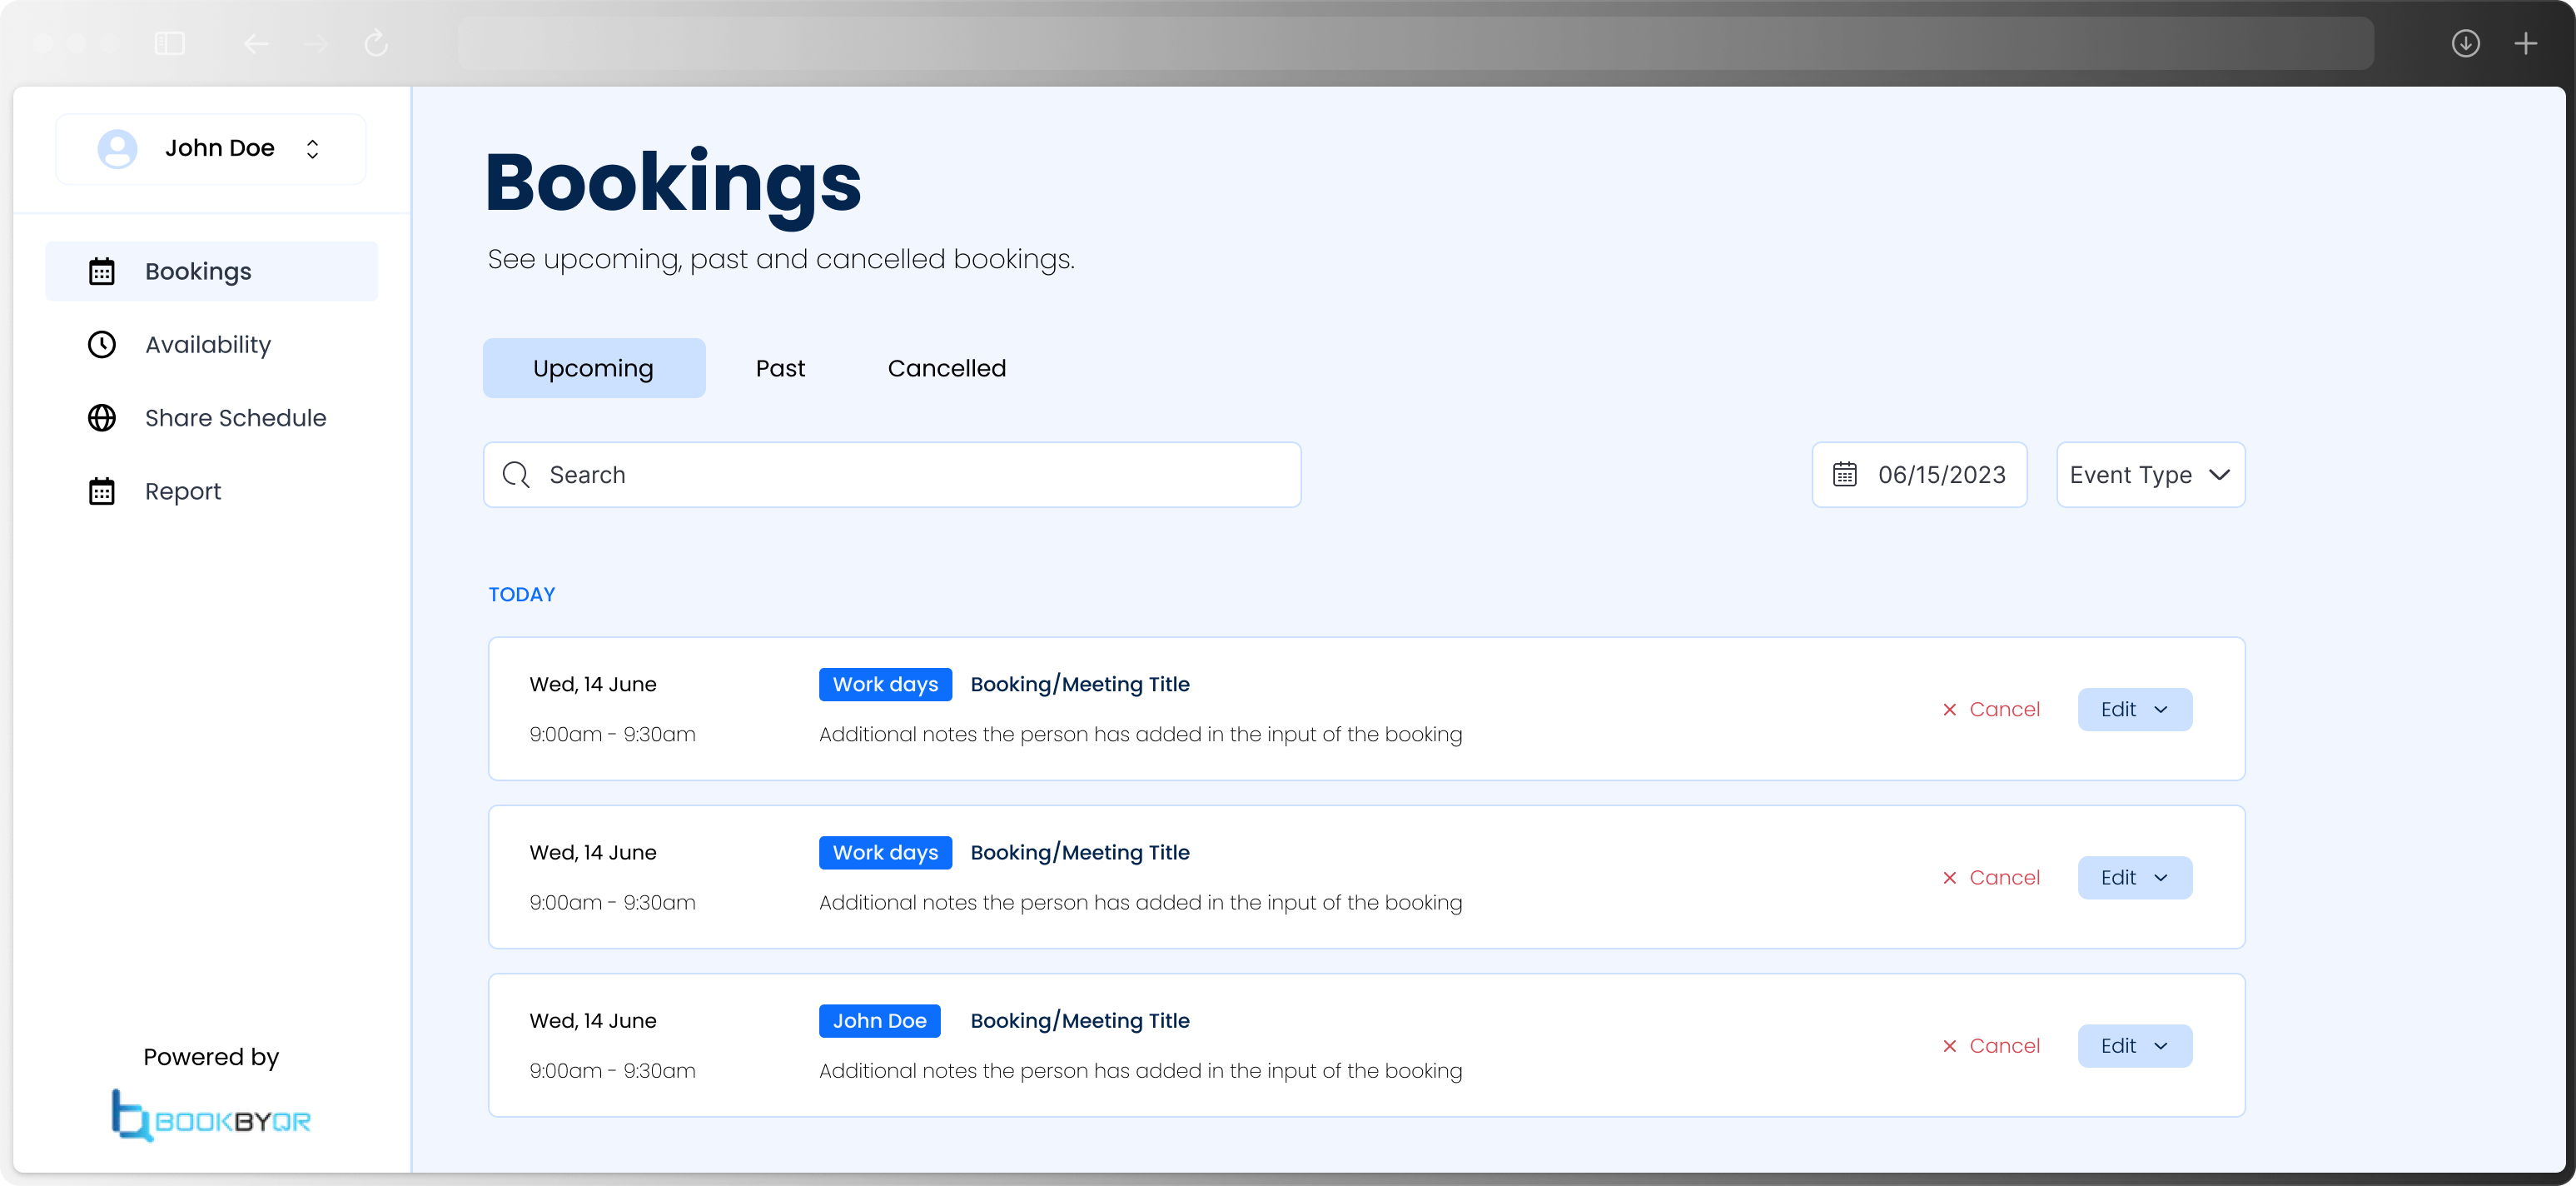 John Doe
Bookings
Availability
Share Schedule
Report
Powered by
BOOKBYQR
Bookings
See upcoming, past and cancelled bookings.
Upcoming Past Cancelled
Search 06/15/2023 Event Type
TODAY
Wed, 14 June Work days Booking/Meeting Title
9:00am - 9:30am Additional notes the person has added in the input of the booking
Cancel Edit
Wed, 14 June Work days Booking/Meeting Title
9:00am - 9:30am Additional notes the person has added in the input of the booking
Cancel Edit
Wed, 14 June John Doe Booking/Meeting Title
9:00am - 9:30am Additional notes the person has added in the input of the booking
Cancel Edit